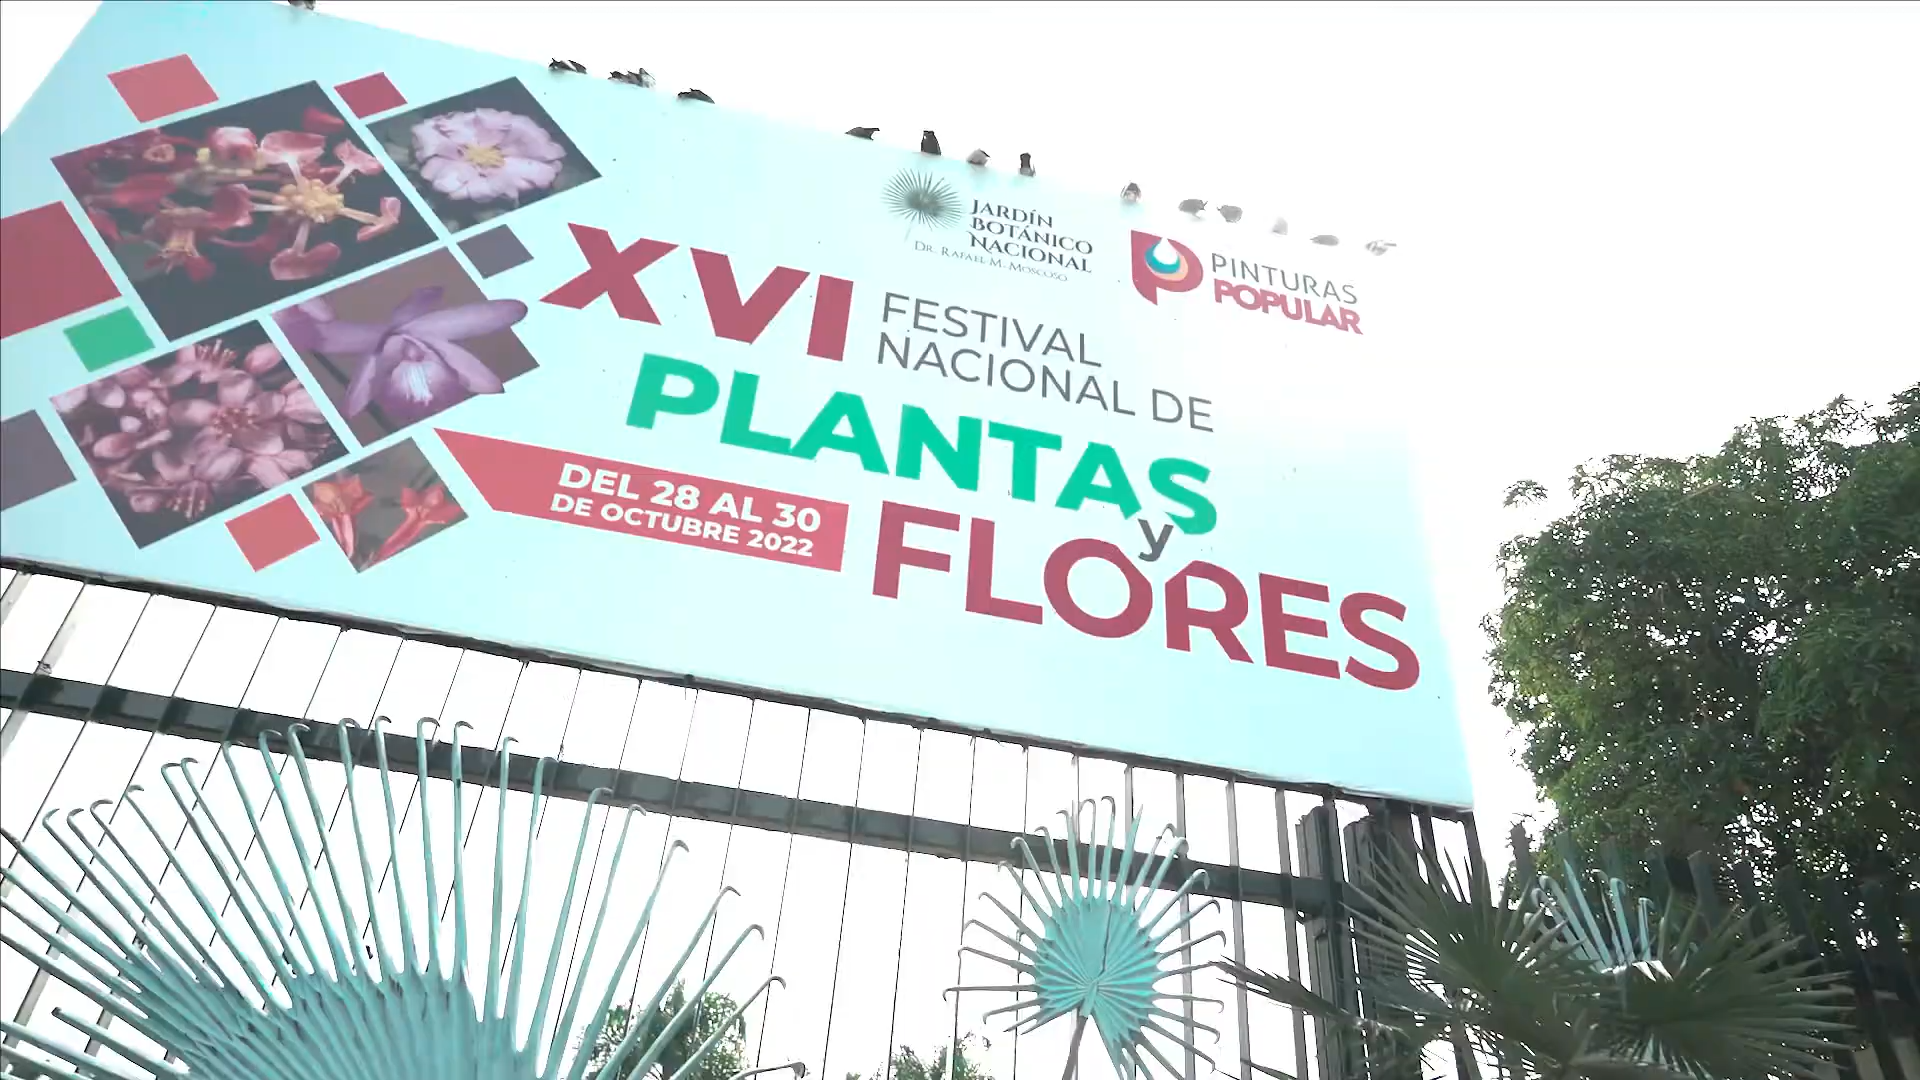 JARDÍN
BOTÁNICO
NACIONAL
DR. RAFAEL M. MOSCOSO
PINTURAS
POPULAR
XVI
FESTIVAL
NACIONAL DE
PLANTAS
y
FLORES
DEL 28 AL 30
DE OCTUBRE 2022